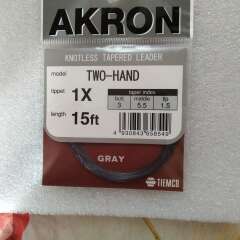 AKRON
KNOTLESS TAPERED LEADER
model TWO-HAND
tippet 1X
taper index
butt middle tip
3 5.5 1.5
length 15ft
GRAY
TIEMCO